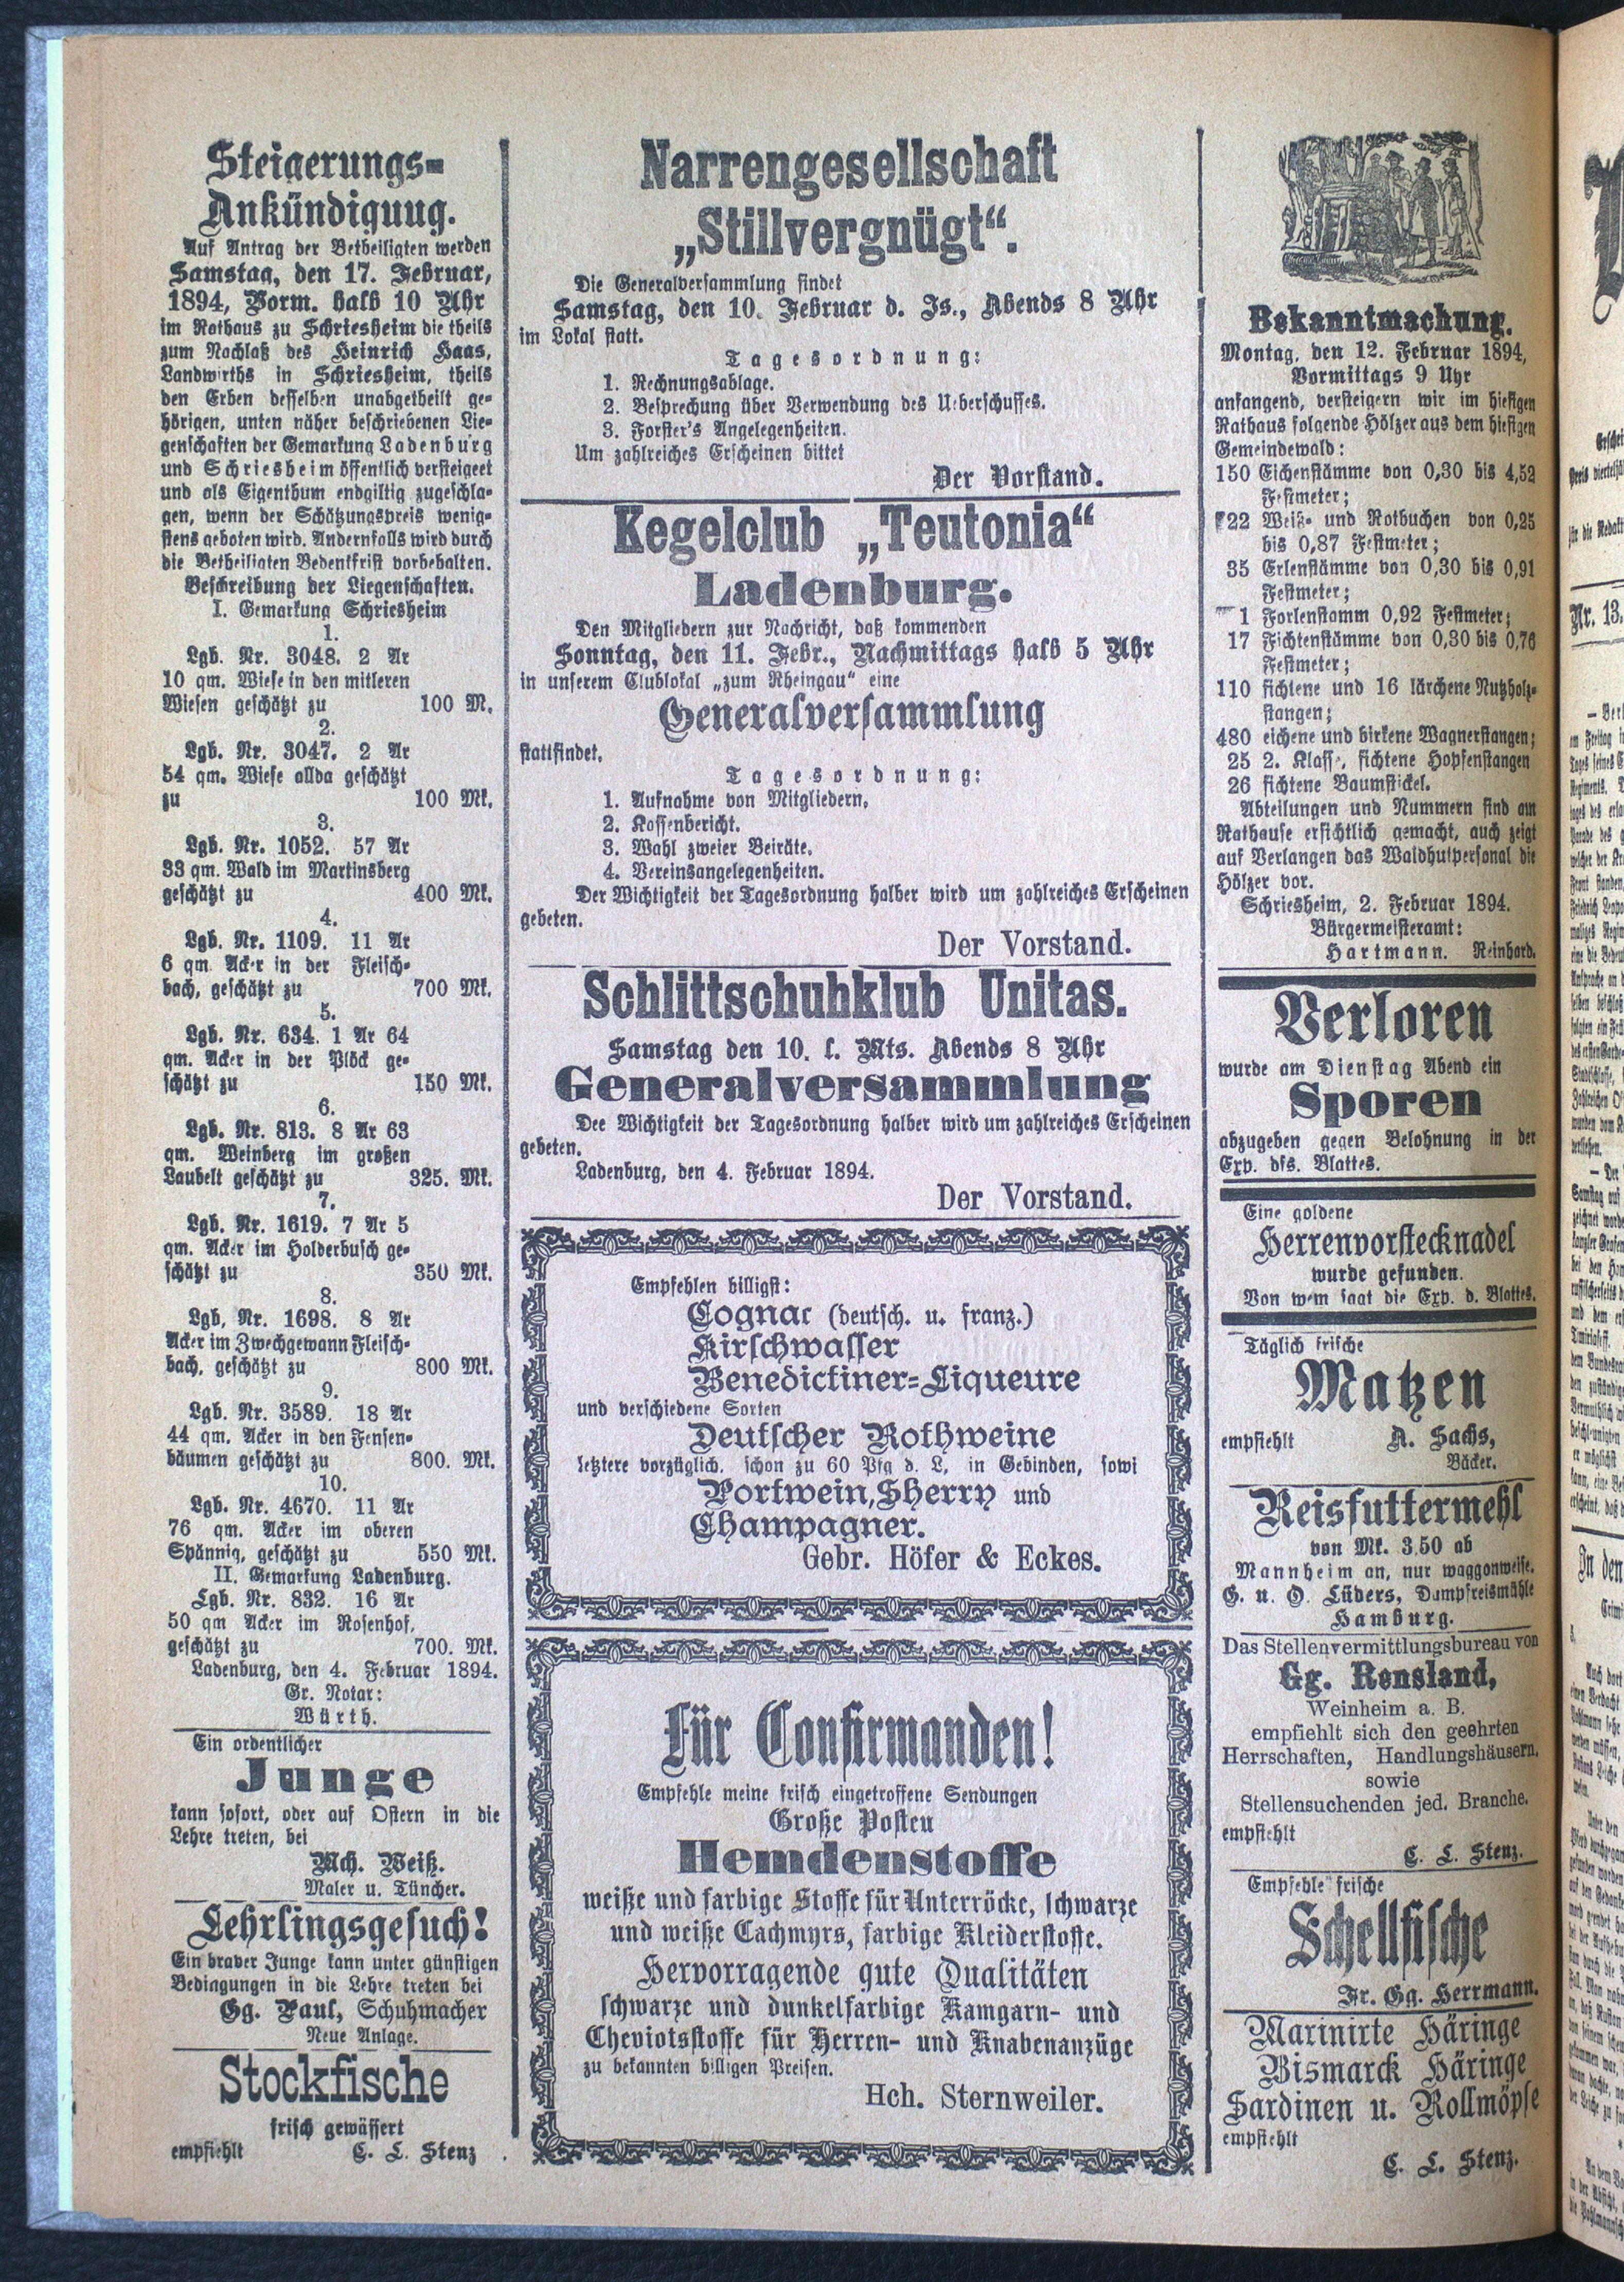 Steigerungs-
Ankündigung.
Auf Antrag der Betheiligten werden
Samstag, den 17. Februar,
1894, Vorm. halb 10 Uhr
im Rathaus zu Schriesheim die theils
zum Nachlaß des Heinrich Haas,
Landwirths in Schriesheim, theils
den Erben desselben unabgetheilt ge-
hörigen, unten näher beschriebenen Lie-
genschaften der Gemarkung Ladenburg
und Schriesheim öffentlich versteigeet
und als Eigenthum endgiltig zugeschla-
gen, wenn der Schätzungspreis wenig-
stens geboten wird. Andernfalls wird durch
die Betheiligten Bedenkfrist vorbehalten.
Beschreibung der Liegenschaften.
I. Gemarkung Schriesheim
1.
Lgb. Nr. 3048. 2 Ar
10 qm. Wiese in den mitleren
Wiesen geschätzt zu 100 M.
2.
Lgb. Nr. 3047. 2 Ar
54 qm. Wiese allda geschätzt
zu 100 Mk.
3.
Lgb. Nr. 1052. 57 Ar
33 qm. Wald im Martinsberg
geschätzt zu 400 Mk.
4.
Lgb. Nr. 1109. 11 Ar
6 qm Acker in der Fleisch-
bach, geschätzt zu 700 Mk.
5.
Lgb. Nr. 634. 1 Ar 64
qm. Acker in der Plöck ge-
schätzt zu 150 Mk.
6.
Lgb. Nr. 813. 8 Ar 63
qm. Weinberg im großen
Laubelt geschätzt zu 325. Mk.
7.
Lgb. Nr. 1619. 7 Ar 5
qm. Acker im Holderbusch ge-
schätzt zu 350 Mk.
8.
Lgb. Nr. 1698. 8 Ar
Acker im Zwechgewann Fleisch-
bach, geschätzt zu 800 Mk.
9.
Lgb. Nr. 3589. 18 Ar
44 qm. Acker in den Fensen-
bäumen geschätzt zu 800. Mk.
10.
Lgb. Nr. 4670. 11 Ar
76 qm. Acker im oberen
Spännig, geschätzt zu 550 Mk.
II. Gemarkung Ladenburg.
Lgb. Nr. 832. 16 Ar
50 qm Acker im Rosenhof,
geschätzt zu 700. Mk.
Ladenburg, den 4. Februar 1894.
Gr. Notar:
Würth.
Ein ordentlicher
Junge
kann sofort, oder auf Ostern in die
Lehre treten, bei
Mch. Weiß.
Maler u. Tüncher.
Lehrlingsgesuch!
Ein braver Junge kann unter günstigen
Bedingungen in die Lehre treten bei
Gg. Paul, Schuhmacher
Neue Anlage.
Stockfische
frisch gewässert
empfiehlt C. L. Stenz
Narrengesellschaft
„Stillvergnügt“.
Die Generalversammlung findet
Samstag, den 10. Februar d. Js., Abends 8 Uhr
im Lokal statt.
Tagesordnung:
1. Rechnungsablage.
2. Besprechung über Verwendung des Ueberschusses.
3. Forster's Angelegenheiten.
Um zahlreiches Erscheinen bittet
Der Vorstand.
Kegelclub „Teutonia“
Ladenburg.
Den Mitgliedern zur Nachricht, daß kommenden
Sonntag, den 11. Febr., Nachmittags halb 5 Uhr
in unserem Clublokal „zum Rheingau“ eine
Generalversammlung
stattfindet.
Tagesordnung:
1. Aufnahme von Mitgliedern,
2. Kassenbericht.
3. Wahl zweier Beiräte.
4. Vereinsangelegenheiten.
Der Wichtigkeit der Tagesordnung halber wird um zahlreiches Erscheinen
gebeten.
Der Vorstand.
Schlittschuhklub Unitas.
Samstag den 10. l. Mts. Abends 8 Uhr
Generalversammlung
Dee Wichtigkeit der Tagesordnung halber wird um zahlreiches Erscheinen
gebeten.
Ladenburg, den 4. Februar 1894.
Der Vorstand.
Empfehlen billigst:
Cognac (deutsch. u. franz.)
Kirschwasser
Benedictiner-Liqueure
und verschiedene Sorten
Deutscher Rothweine
letztere vorzüglich, schon zu 60 Pfg d. L. in Gebinden, sowi
Portwein, Sherry und
Champagner.
Gebr. Höfer & Eckes.
Für Confirmanden!
Empfehle meine frisch eingetroffene Sendungen
Große Posten
Hemdenstoffe
weiße und farbige Stoffe für Unterröcke, schwarze
und weiße Cachmyrs, farbige Kleiderstoffe.
Hervorragende gute Qualitäten
schwarze und dunkelfarbige Kamgarn- und
Cheviotsstoffe für Herren- und Knabenanzüge
zu bekannten billigen Preisen.
Hch. Sternweiler.
Bekanntmachung.
Montag, den 12. Februar 1894,
Vormittags 9 Uhr
anfangend, versteigern wir im hiesigen
Rathaus folgende Hölzer aus dem hiesigen
Gemeindewald:
150 Eichenstämme von 0,30 bis 4,52
Festmeter;
22 Weiß- und Rotbuchen von 0,25
bis 0,87 Festmeter;
35 Erlenstämme von 0,30 bis 0,91
Festmeter;
1 Forlenstamm 0,92 Festmeter;
17 Fichtenstämme von 0,30 bis 0,76
Festmeter;
110 fichtene und 16 lärchene Nutzholz-
stangen;
480 eichene und birkene Wagnerstangen;
25 2. Klasse, fichtene Hopfenstangen
26 fichtene Baumstickel.
Abteilungen und Nummern sind am
Rathause ersichtlich gemacht, auch zeigt
auf Verlangen das Waldhutpersonal die
Hölzer vor.
Schriesheim, 2. Februar 1894.
Bürgermeisteramt:
Hartmann. Reinhard.
Verloren
wurde am Dienstag Abend ein
Sporen
abzugeben gegen Belohnung in der
Exp. dss. Blattes.
Eine goldene
Herrenvorstecknadel
wurde gefunden.
Von wem sagt die Exp. d. Blattes.
Täglich frische
Matzen
empfiehlt A. Sachs,
Bäcker.
Reisfuttermehl
von Mk. 3.50 ab
Mannheim an, nur waggonweise.
G. u. O. Lüders, Dampfreismühle
Hamburg.
Das Stellenvermittlungsbureau von
Gg. Rensland,
Weinheim a. B.
empfiehlt sich den geehrten
Herrschaften, Handlungshäusern,
sowie
Stellensuchenden jed. Branche.
empfiehlt
C. L. Stenz.
Empfehle frische
Schellfische
Fr. Gg. Herrmann.
Marinirte Häringe
Bismarck Häringe
Sardinen u. Rollmöpse
empfiehlt
C. L. Stenz.
Nr. 13.
In den